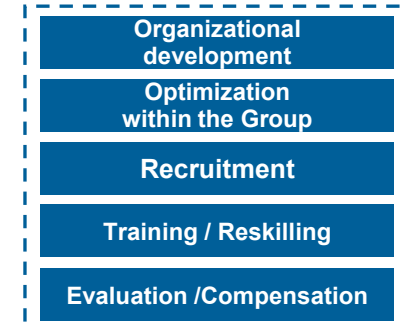 Organizational
development
Optimization
within the Group
Recruitment
Training / Reskilling
Evaluation /Compensation